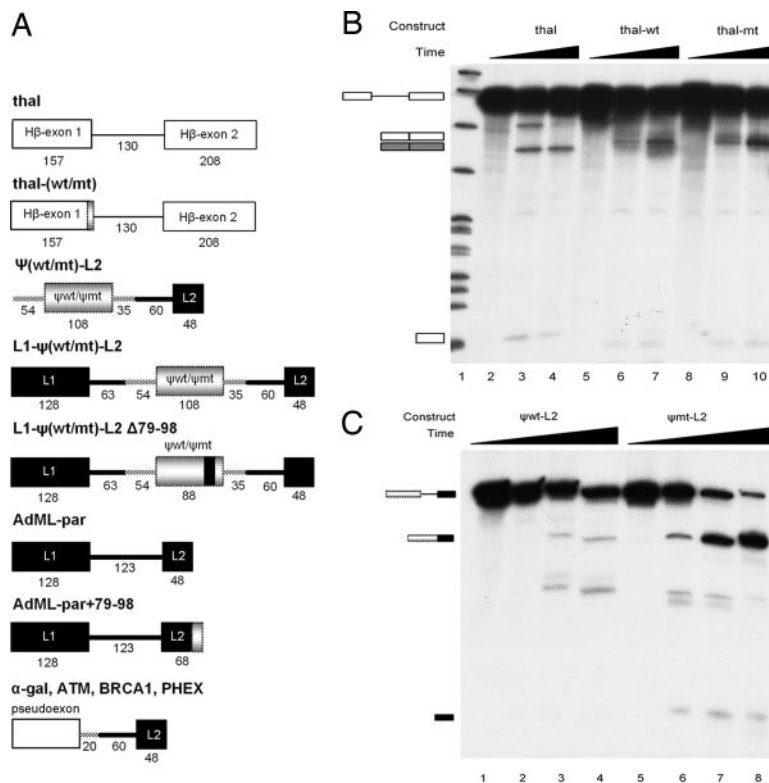 A
thal
Hβ-exon 1
Hβ-exon 2
157
130
208
thal-(wt/mt)
Hβ-exon 1
Hβ-exon 2
157
130
208
Ψ(wt/mt)-L2
ψwt/ψmt
L2
54
108
35
60
48
L1-ψ(wt/mt)-L2
L1
ψwt/ψmt
L2
128
63
54
108
35
60
48
L1-ψ(wt/mt)-L2 Δ79-98
ψwt/ψmt
128
63
54
88
35
60
48
AdML-par
L1
L2
128
123
48
AdML-par+79-98
L1
L2
128
123
68
α-gal, ATM, BRCA1, PHEX
pseudoexon
L2
20
60
48
B
Construct
thal
thal-wt
thal-mt
Time
1 2 3 4 5 6 7 8 9 10
C
Construct
ψwt-L2
ψmt-L2
Time
1 2 3 4 5 6 7 8